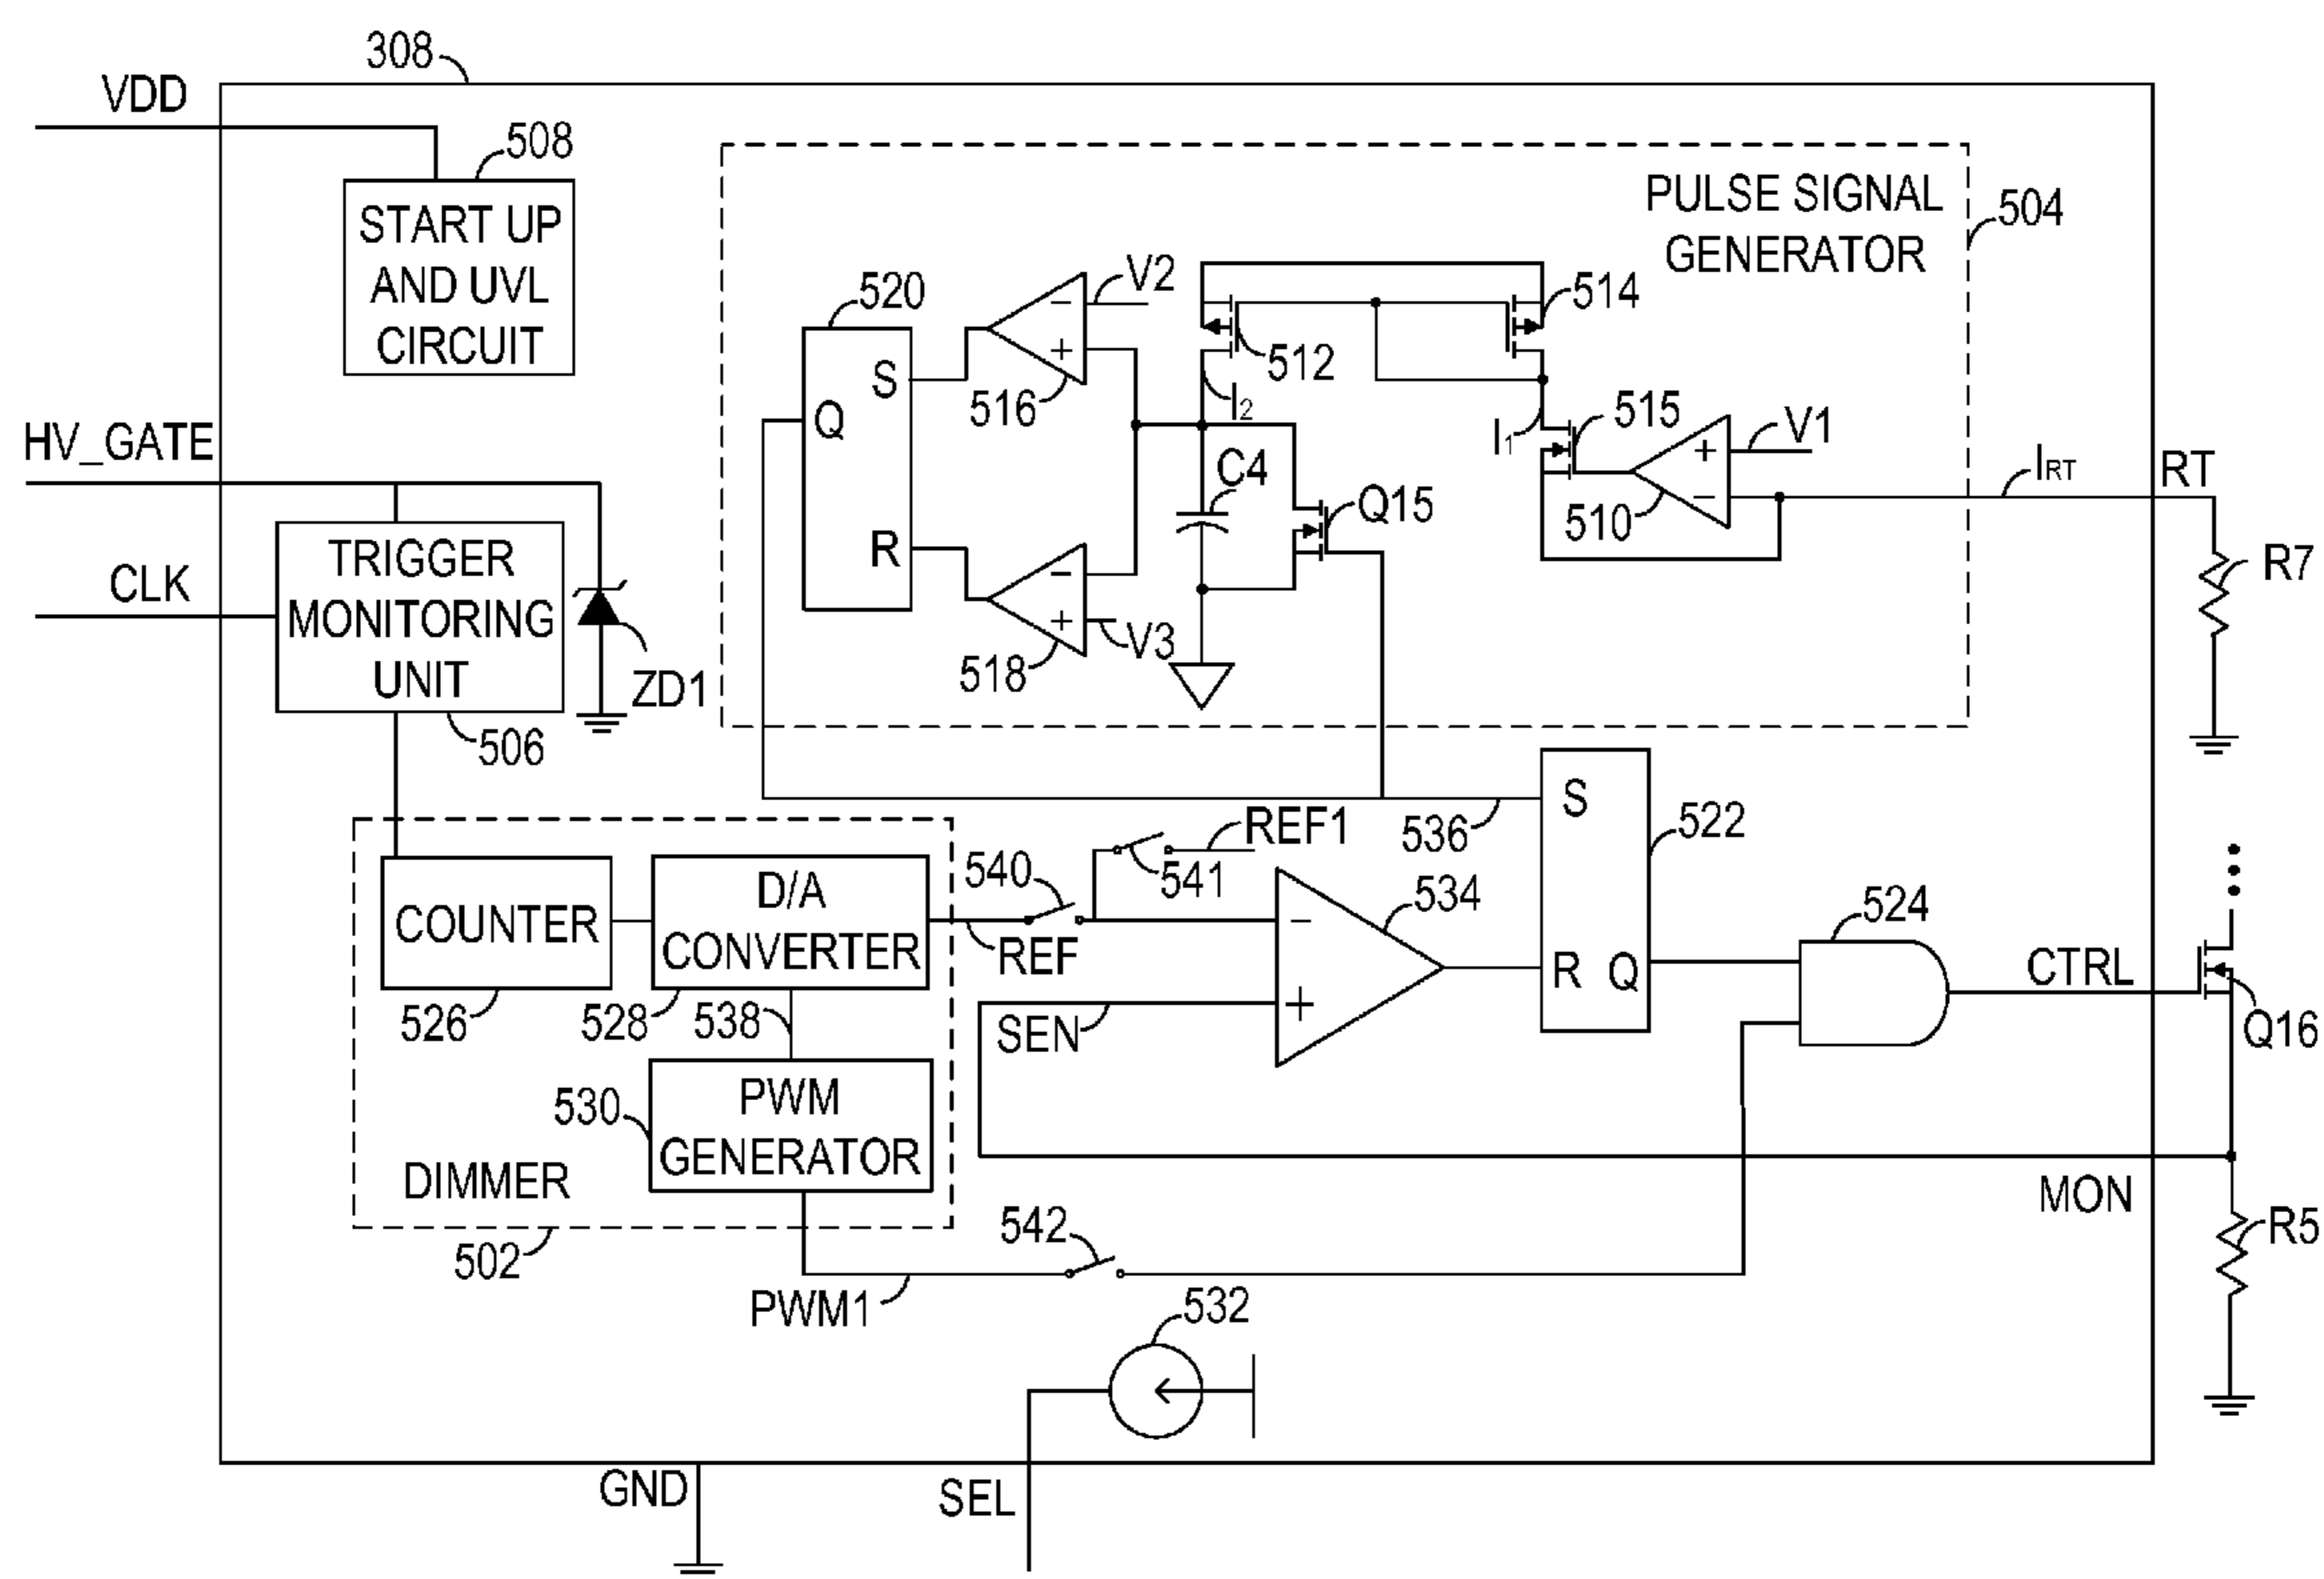 308
VDD
508
START UP
AND UVL
CIRCUIT
PULSE SIGNAL
GENERATOR
504
HV_GATE
CLK
TRIGGER
MONITORING
UNIT
506
ZD1
520
S
Q
R
V2
−
+
516
−
+
V3
518
512
I2
514
I1
515
C4
Q15
V1
+
−
510
IRT
RT
R7
536
S
522
R Q
REF1
541
540
REF
534
−
+
SEN
524
CTRL
Q16
COUNTER
526
D/A
CONVERTER
528
538
PWM
GENERATOR
530
DIMMER
502
MON
R5
542
PWM1
532
GND
SEL